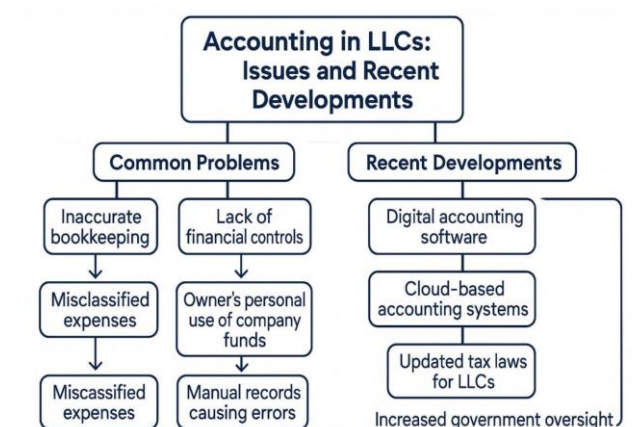 Accounting in LLCs:
Issues and Recent
Developments
Common Problems
Recent Developments
Inaccurate
bookkeeping
Misclassified
expenses
Miscassified
expenses
Lack of
financial controls
Owner's personal
use of company
funds
Manual records
causing errors
Digital accounting
software
Cloud-based
accounting systems
Updated tax laws
for LLCs
Increased government oversight